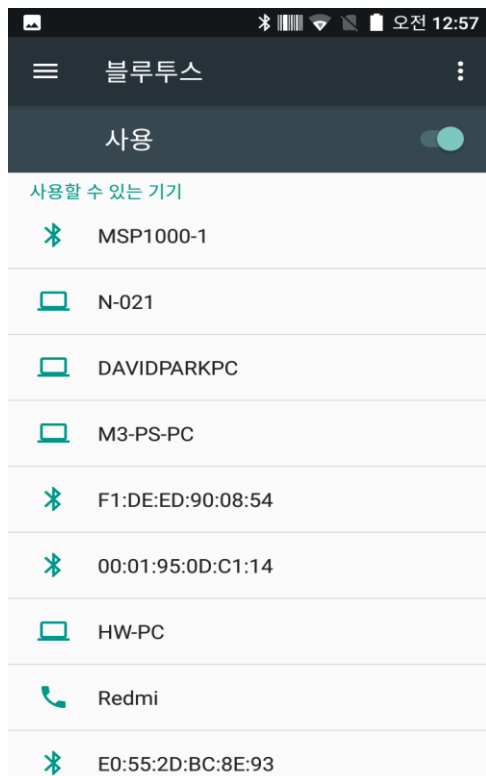 오전 12:57
블루투스
사용
사용할 수 있는 기기
MSP1000-1
N-021
DAVIDPARKPC
M3-PS-PC
F1:DE:ED:90:08:54
00:01:95:0D:C1:14
HW-PC
Redmi
E0:55:2D:BC:8E:93